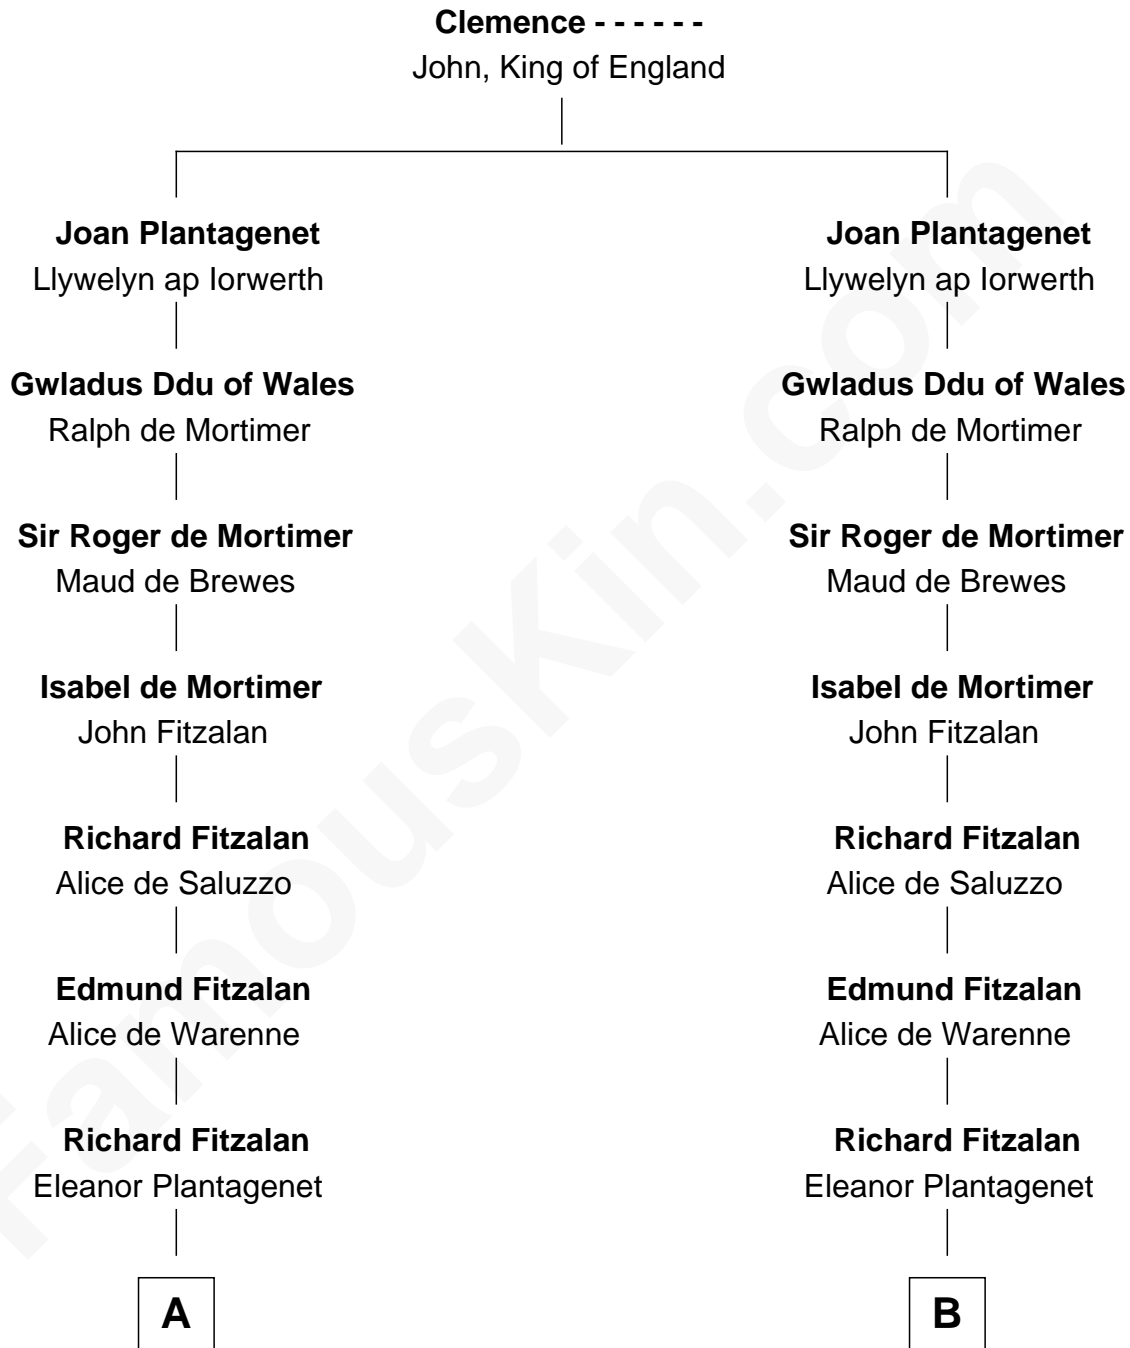 Clemence - - - - - -
John, King of England
Joan Plantagenet
Llywelyn ap Iorwerth
Joan Plantagenet
Llywelyn ap Iorwerth
Gwladus Ddu of Wales
Ralph de Mortimer
Gwladus Ddu of Wales
Ralph de Mortimer
Sir Roger de Mortimer
Maud de Brewes
Sir Roger de Mortimer
Maud de Brewes
Isabel de Mortimer
John Fitzalan
Isabel de Mortimer
John Fitzalan
Richard Fitzalan
Alice de Saluzzo
Richard Fitzalan
Alice de Saluzzo
Edmund Fitzalan
Alice de Warenne
Edmund Fitzalan
Alice de Warenne
Richard Fitzalan
Eleanor Plantagenet
Richard Fitzalan
Eleanor Plantagenet
A
B
FamousKin.com